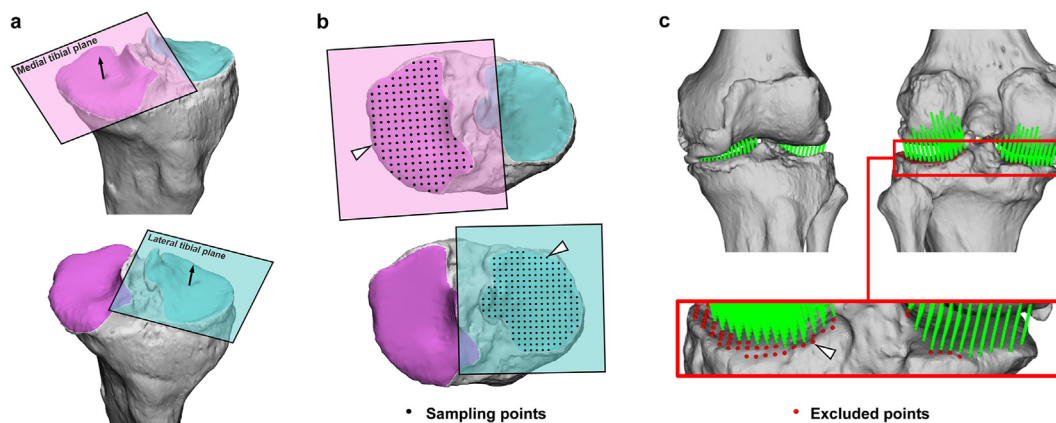 a
Medial tibial plane
Lateral tibial plane
b
Sampling points
c
Excluded points